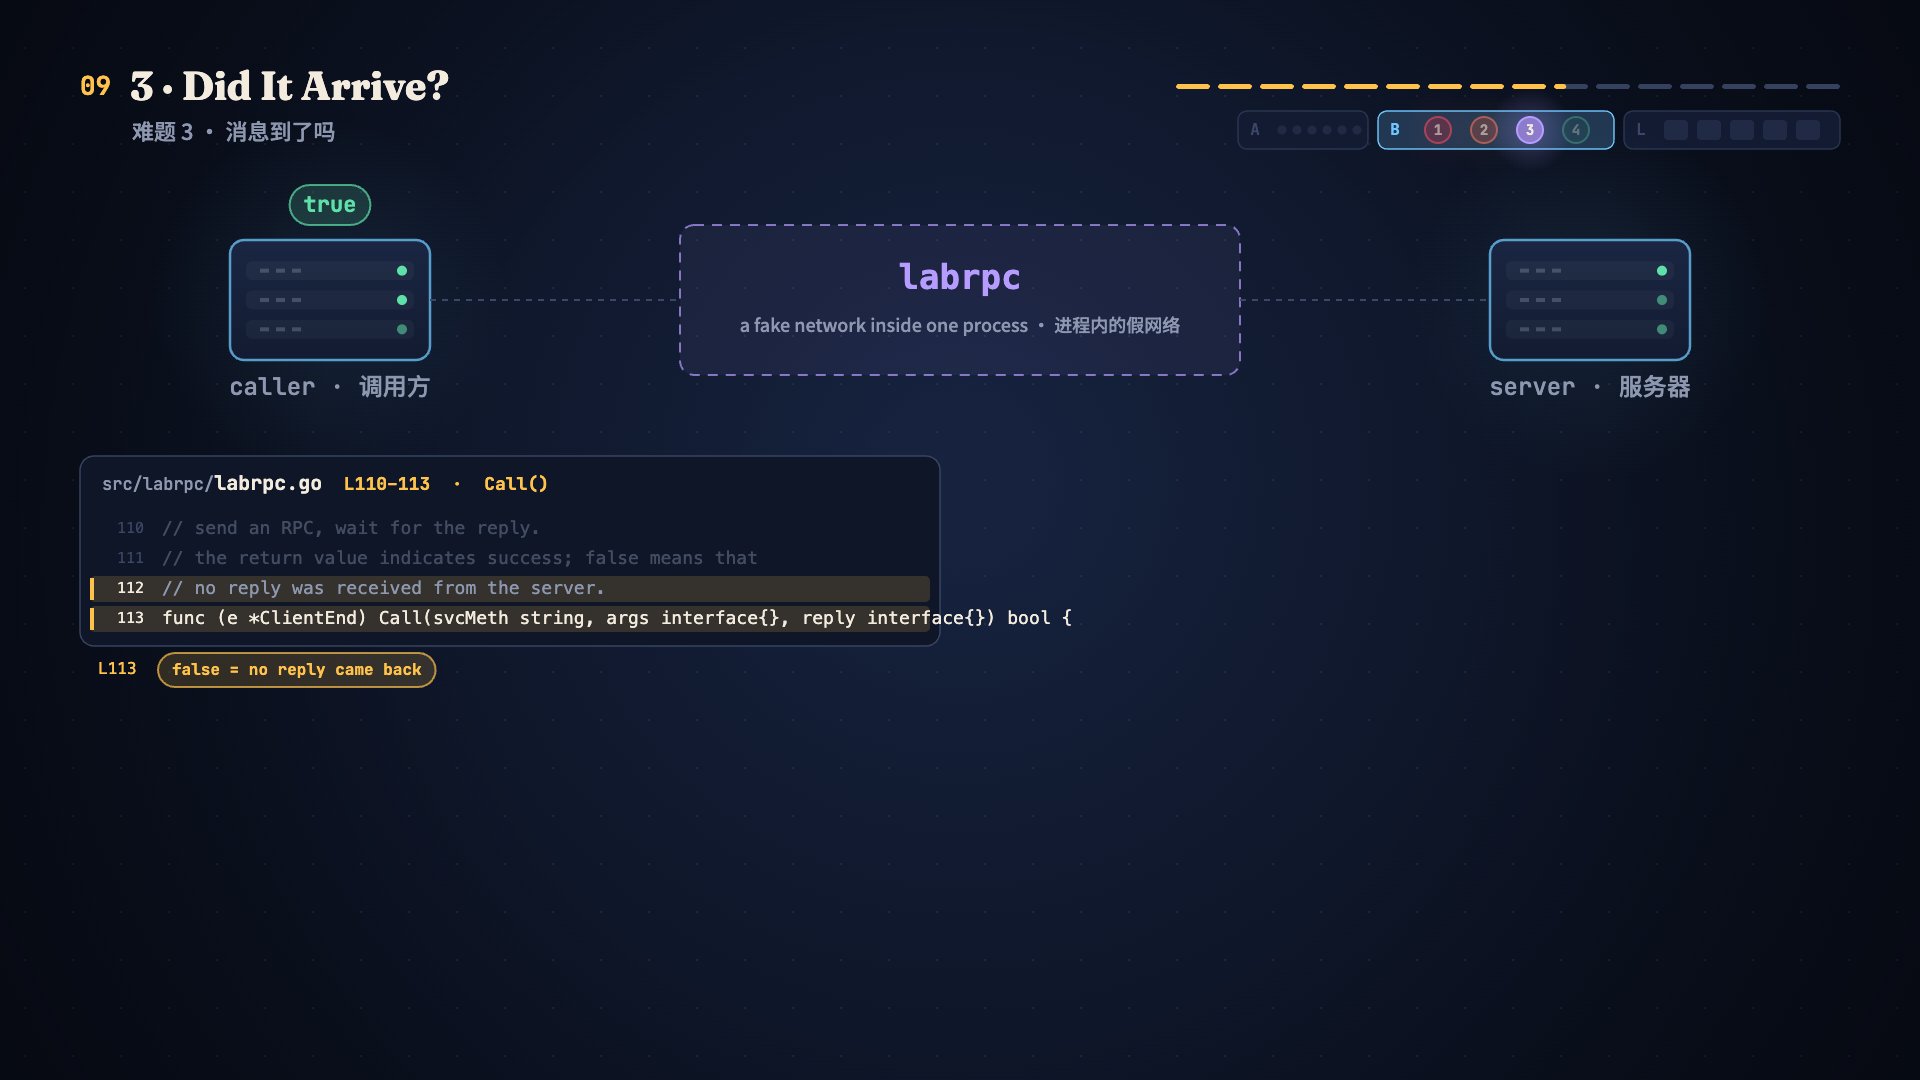 09 3 · Did It Arrive?
难题 3 · 消息到了吗
A B 1 2 3 4 L
true
labrpc
a fake network inside one process · 进程内的假网络
caller · 调用方
server · 服务器
src/labrpc/labrpc.go L110–113 · Call()
110 // send an RPC, wait for the reply.
111 // the return value indicates success; false means that
112 // no reply was received from the server.
113 func (e *ClientEnd) Call(svcMeth string, args interface{}, reply interface{}) bool {
L113 false = no reply came back